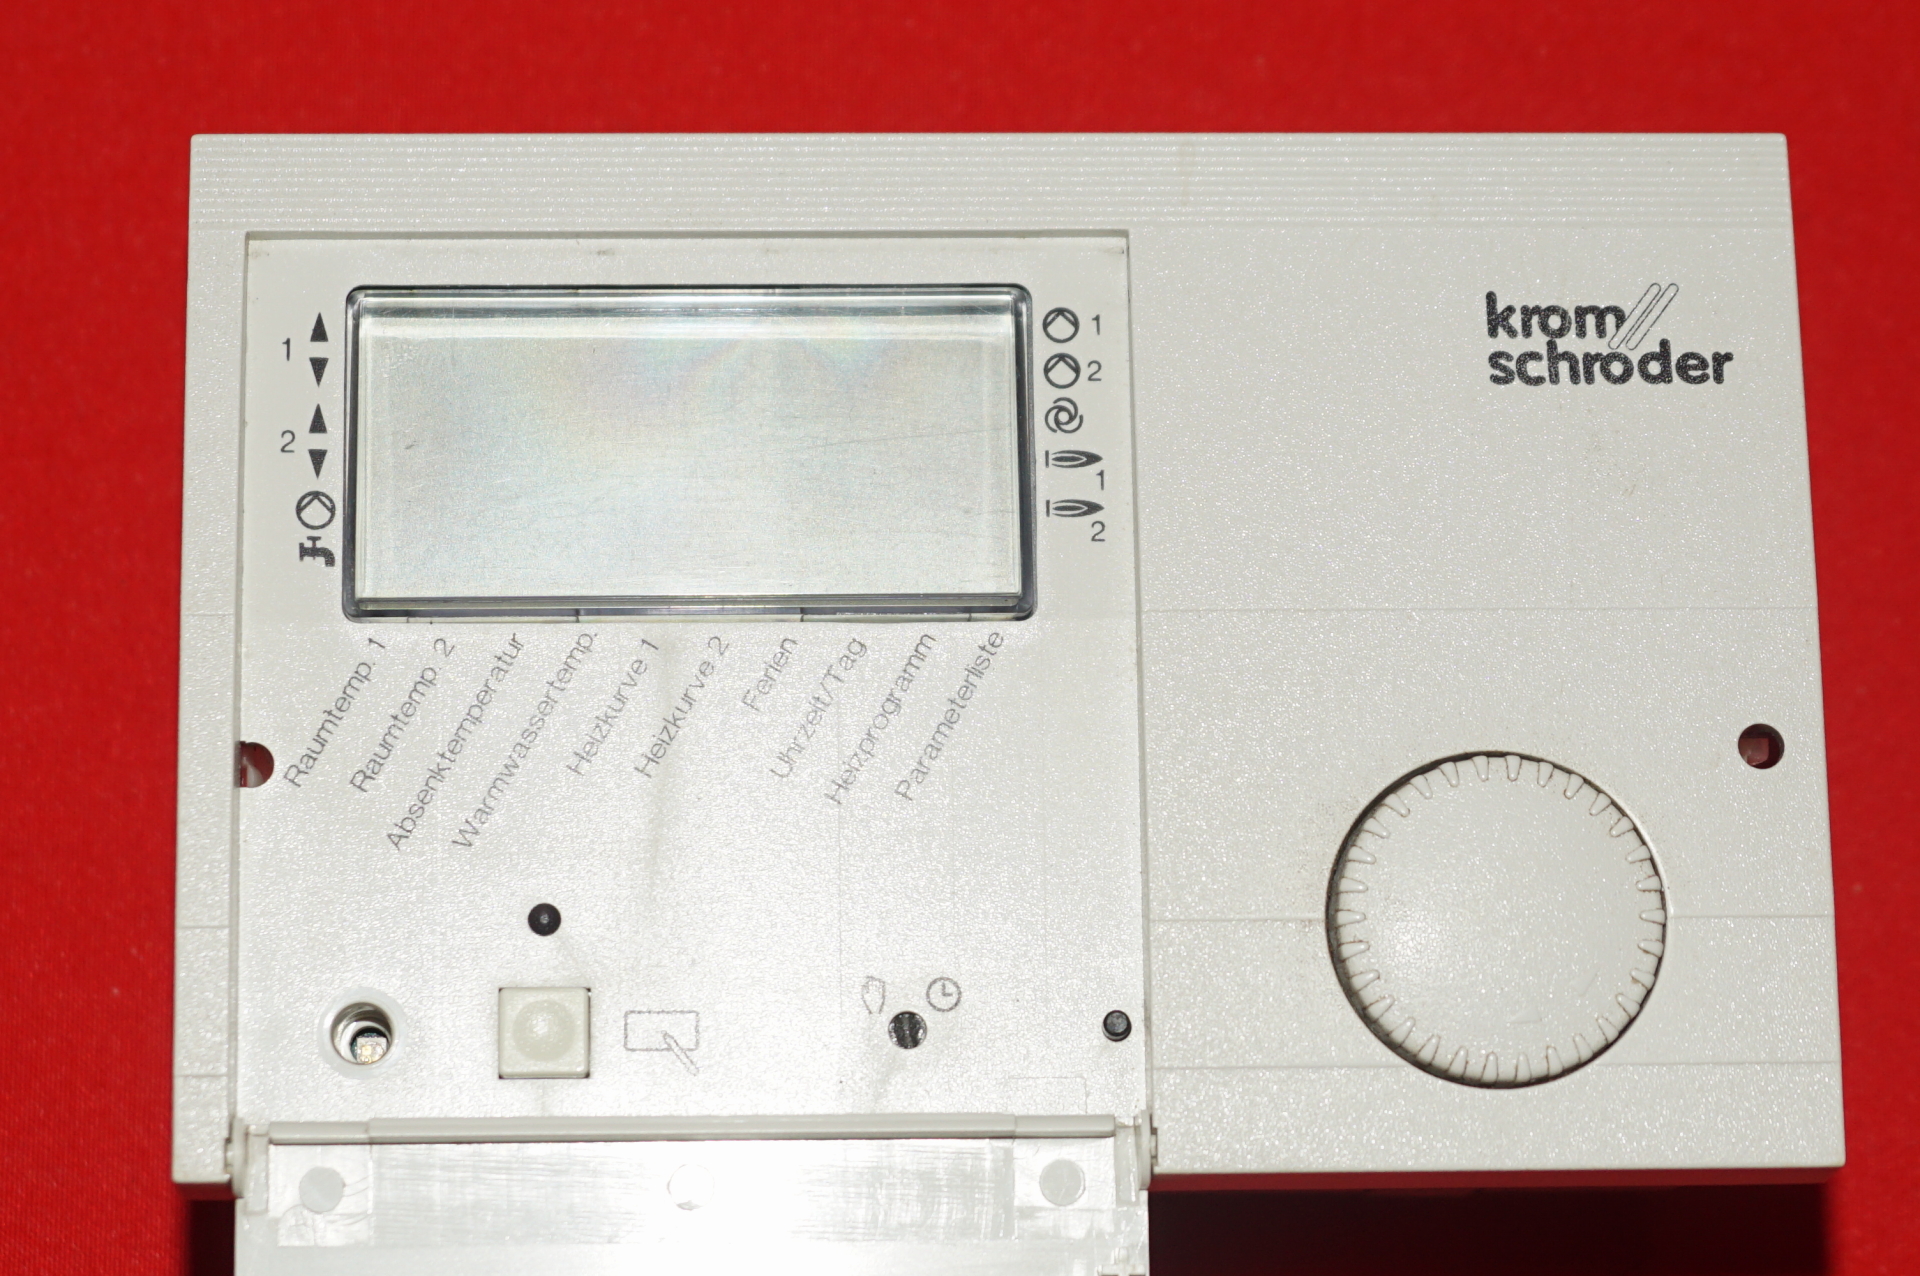 krom
schroder
1
2
1
2
1
2
Raumtemp. 1
Raumtemp. 2
Absenktemperatur
Warmwassertemp.
Heizkurve 1
Heizkurve 2
Ferien
Uhrzeit/Tag
Heizprogramm
Parameterliste